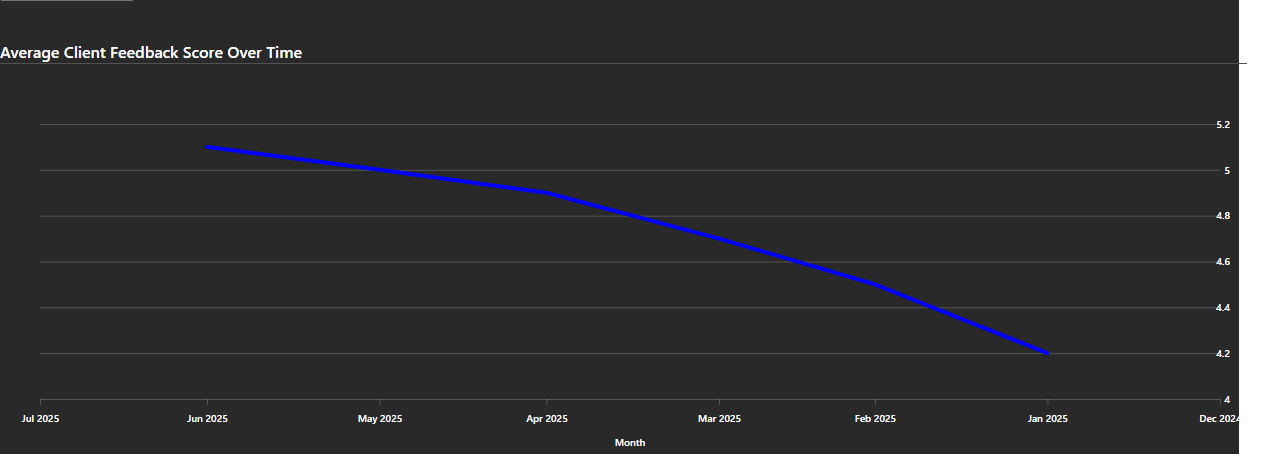 Average Client Feedback Score Over Time
5.2
5
4.8
4.6
4.4
4.2
4
Jul 2025 Jun 2025 May 2025 Apr 2025 Mar 2025 Feb 2025 Jan 2025 Dec 2024
Month